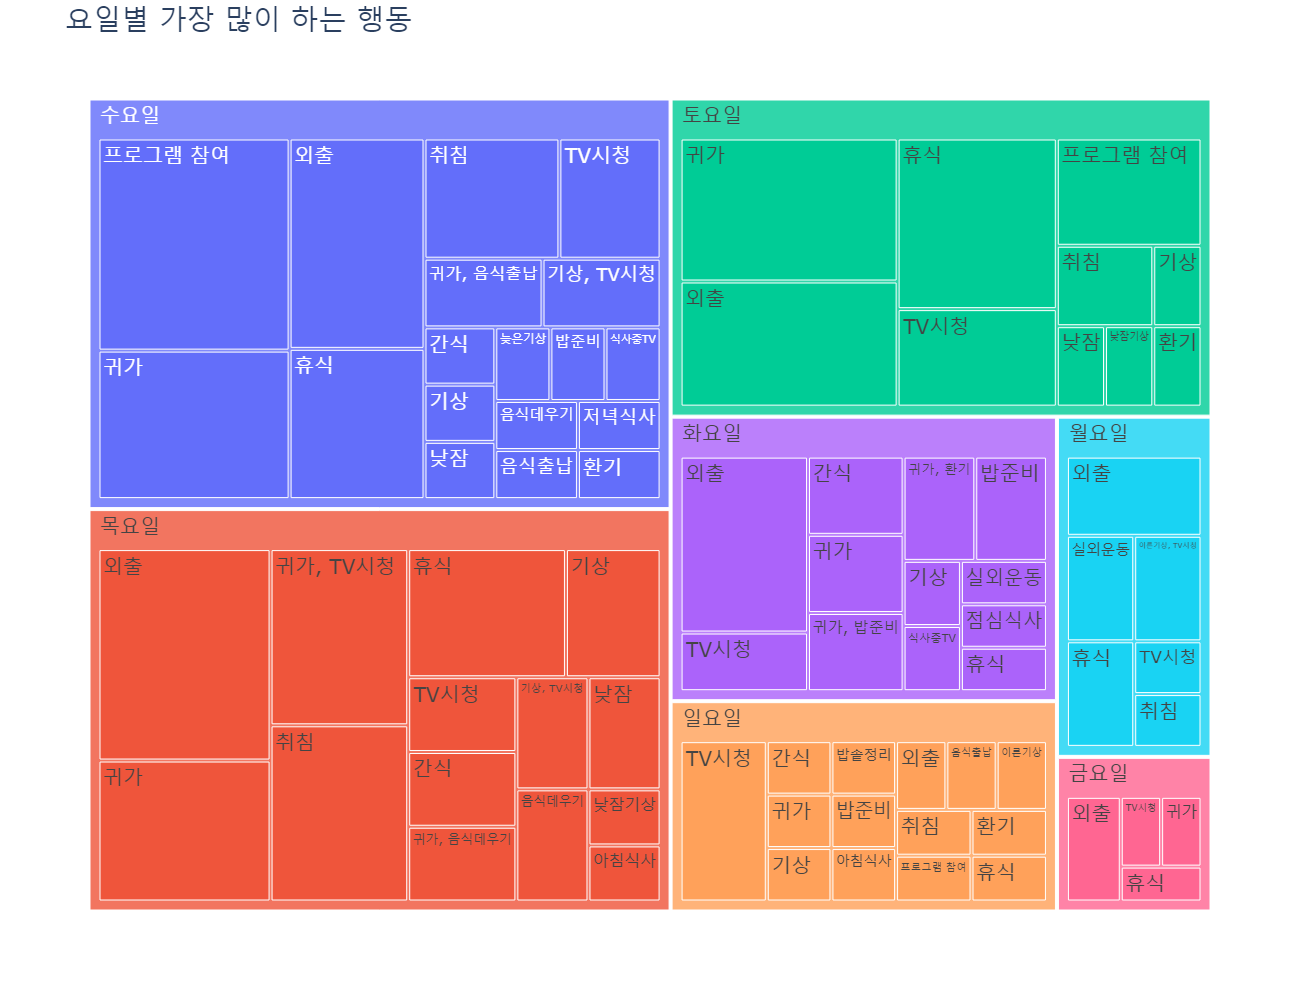 요일별 가장 많이 하는 행동
수요일
프로그램 참여
외출
취침
TV시청
귀가, 음식출납
기상, TV시청
귀가
휴식
간식
늦은기상
밥준비
식사중TV
기상
음식데우기
저녁식사
낮잠
음식출납
환기
토요일
귀가
휴식
프로그램 참여
취침
기상
외출
TV시청
낮잠
낮잠기상
환기
목요일
외출
귀가, TV시청
휴식
기상
TV시청
기상, TV시청
낮잠
취침
간식
귀가
음식데우기
낮잠기상
귀가, 음식데우기
아침식사
화요일
외출
간식
귀가, 환기
밥준비
귀가
기상
실외운동
점심식사
귀가, 밥준비
식사중TV
TV시청
휴식
월요일
외출
실외운동
이른기상, TV시청
휴식
TV시청
취침
일요일
TV시청
간식
밥솥정리
외출
음식출납
이른기상
귀가
밥준비
취침
환기
기상
아침식사
프로그램 참여
휴식
금요일
외출
TV시청
귀가
휴식